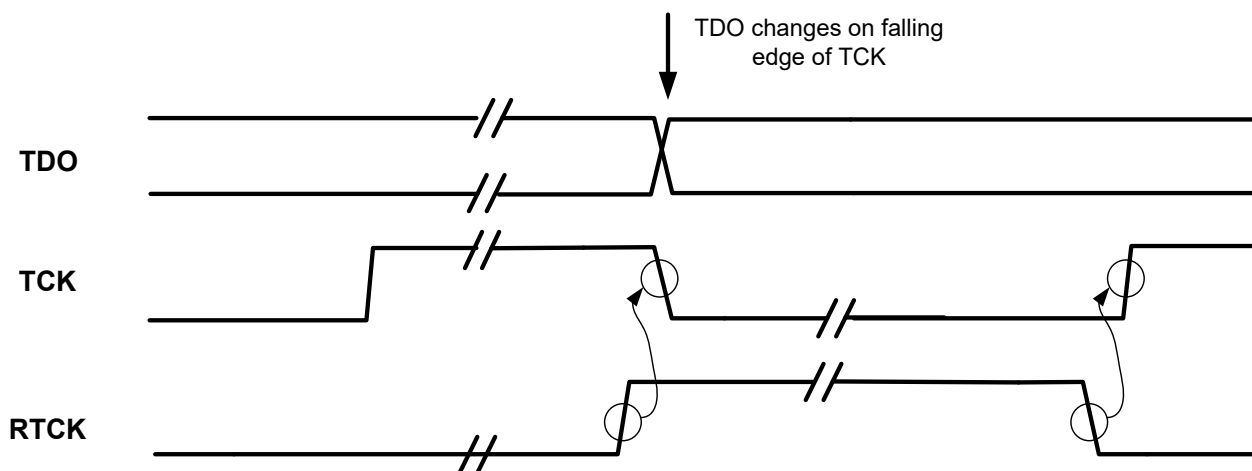 TDO changes on falling
edge of TCK
TDO
TCK
RTCK